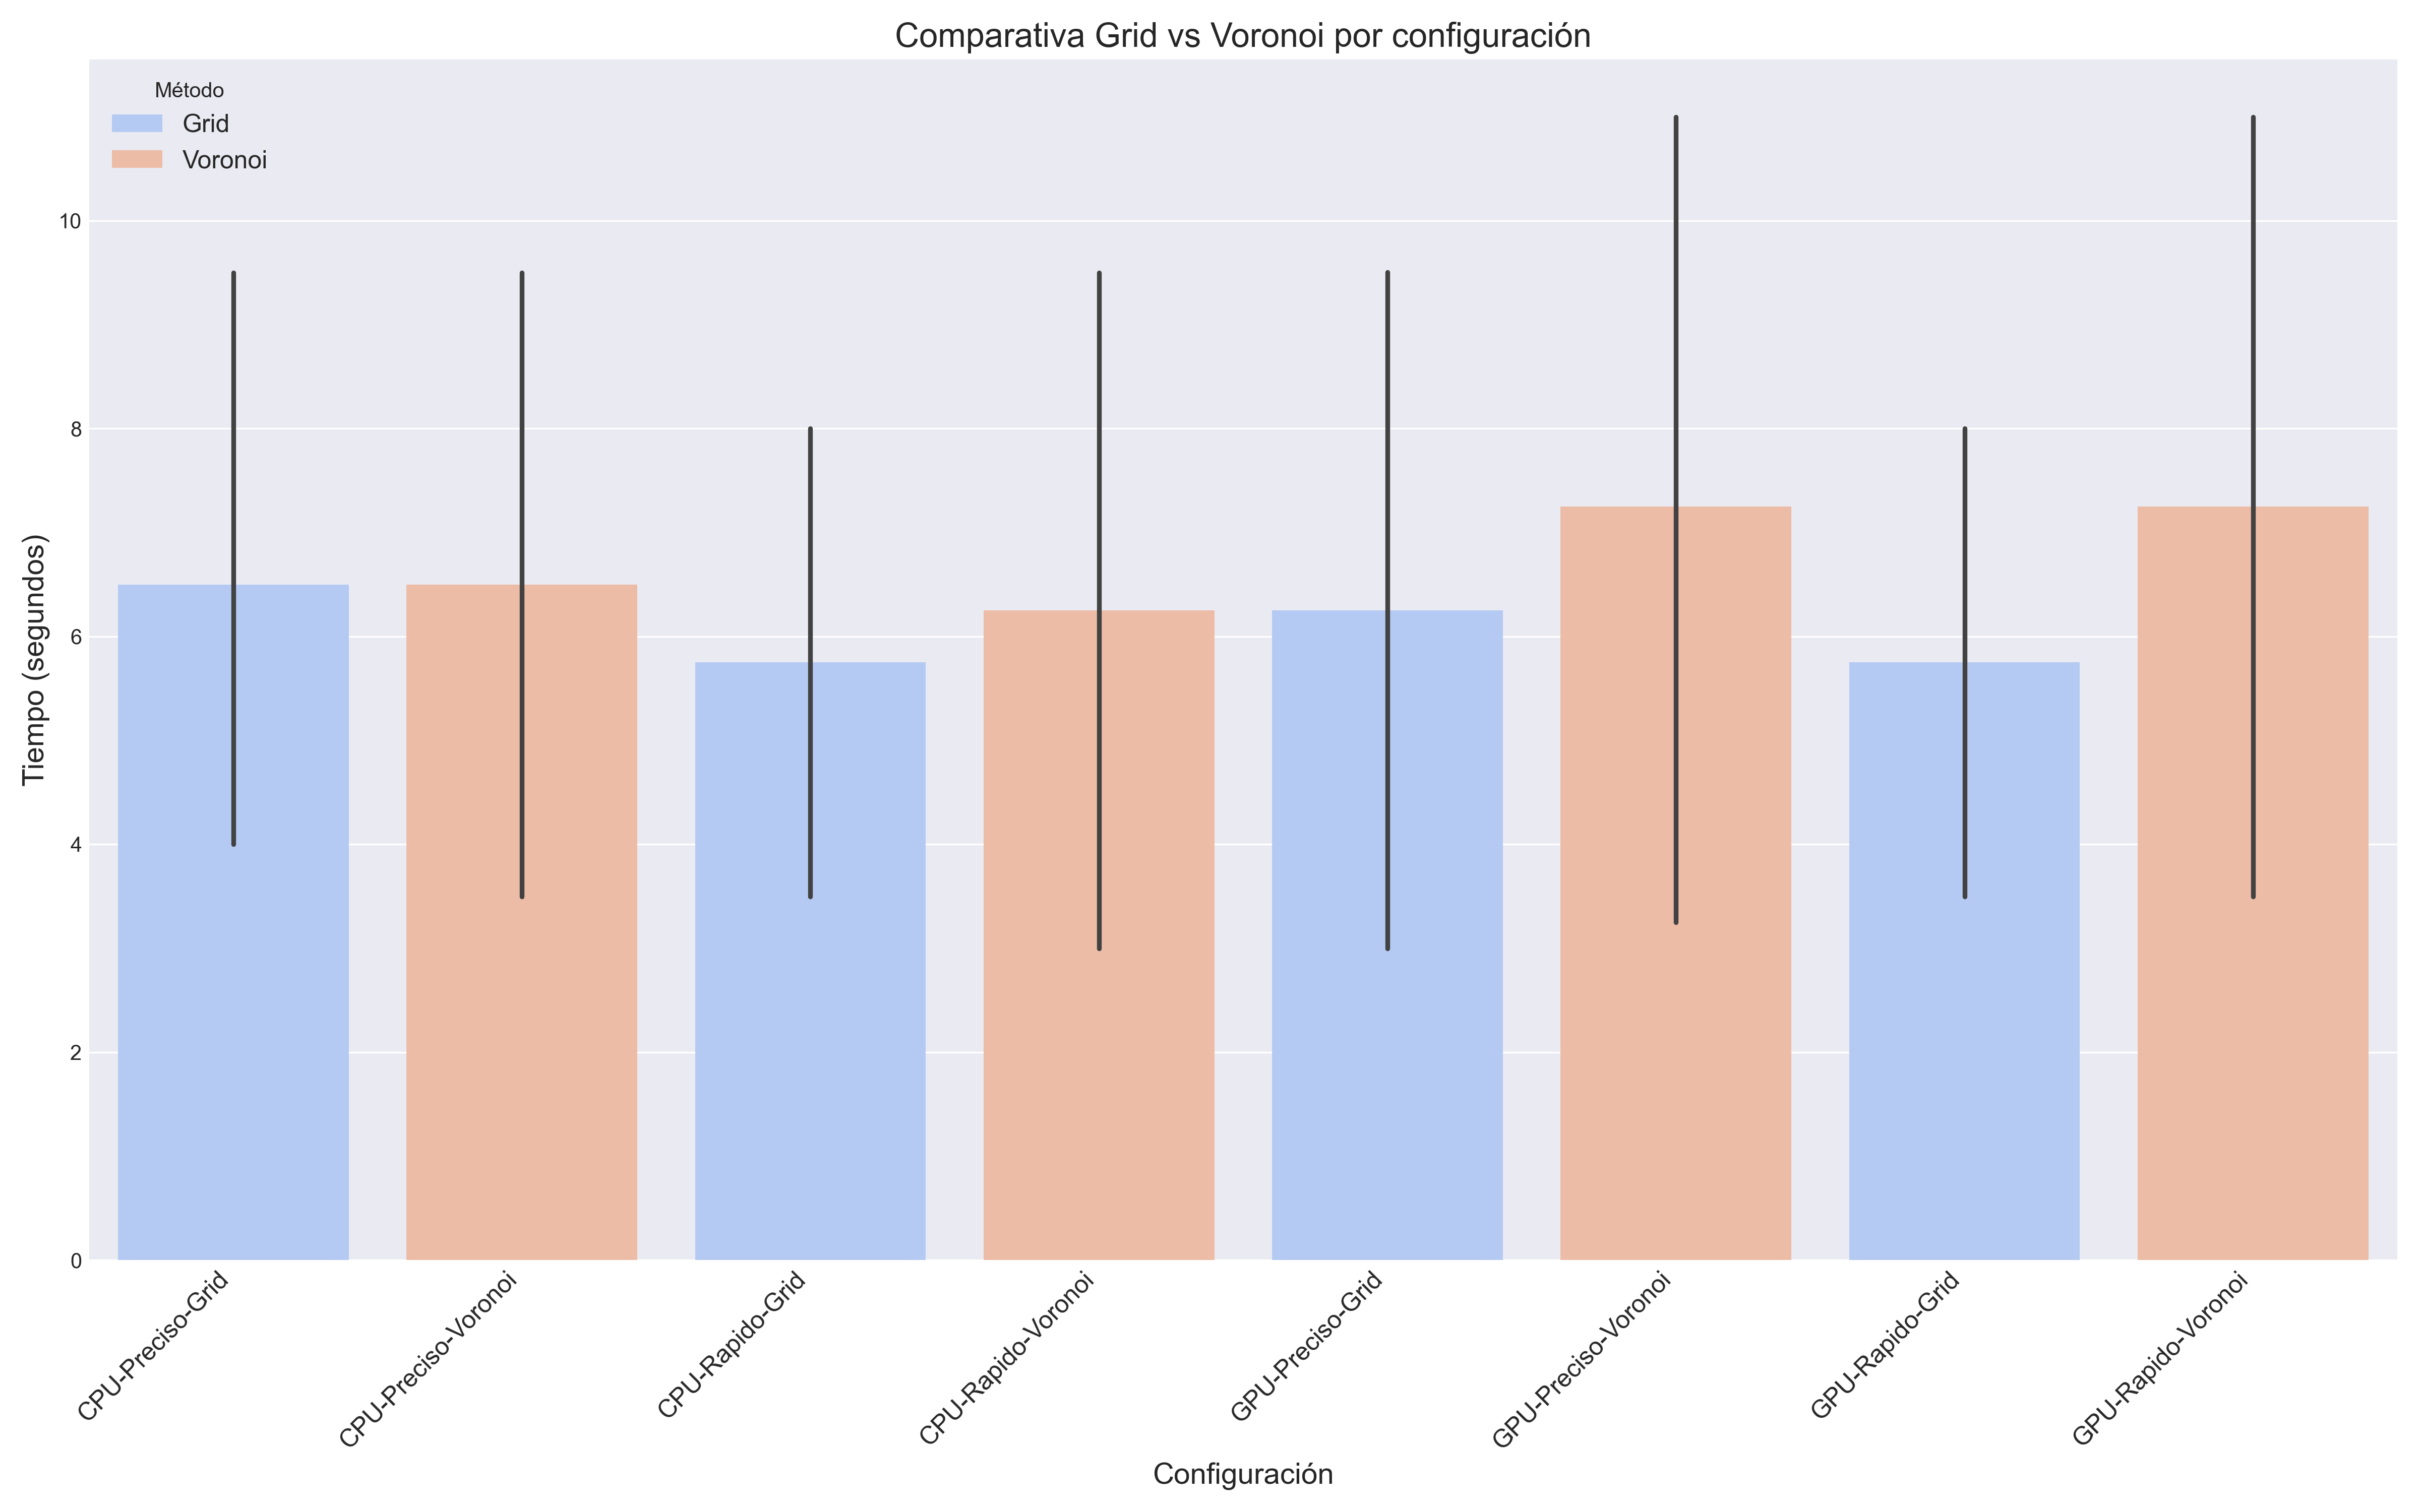 Comparativa Grid vs Voronoi por configuración
Método
Grid
Voronoi
Tiempo (segundos)
10
8
6
4
2
0
CPU-Preciso-Grid
CPU-Preciso-Voronoi
CPU-Rapido-Grid
CPU-Rapido-Voronoi
GPU-Preciso-Grid
GPU-Preciso-Voronoi
GPU-Rapido-Grid
GPU-Rapido-Voronoi
Configuración